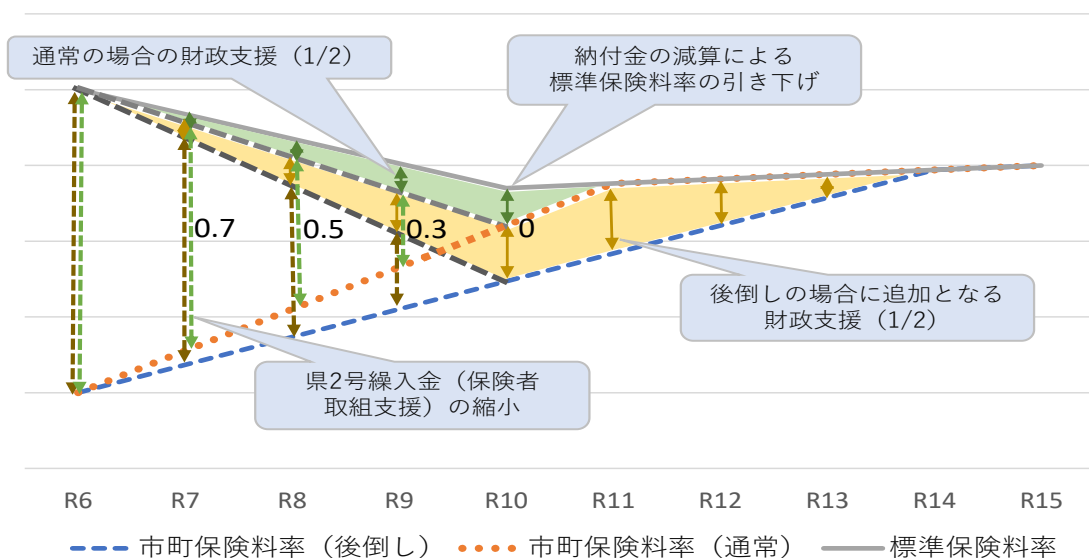 通常の場合の財政支援（1/2）
納付金の減算による
標準保険料率の引き下げ
0.7
0.5
0.3
0
後倒しの場合に追加となる
財政支援（1/2）
県2号繰入金（保険者
取組支援）の縮小
R6 R7 R8 R9 R10 R11 R12 R13 R14 R15
市町保険料率（後倒し） 市町保険料率（通常） 標準保険料率